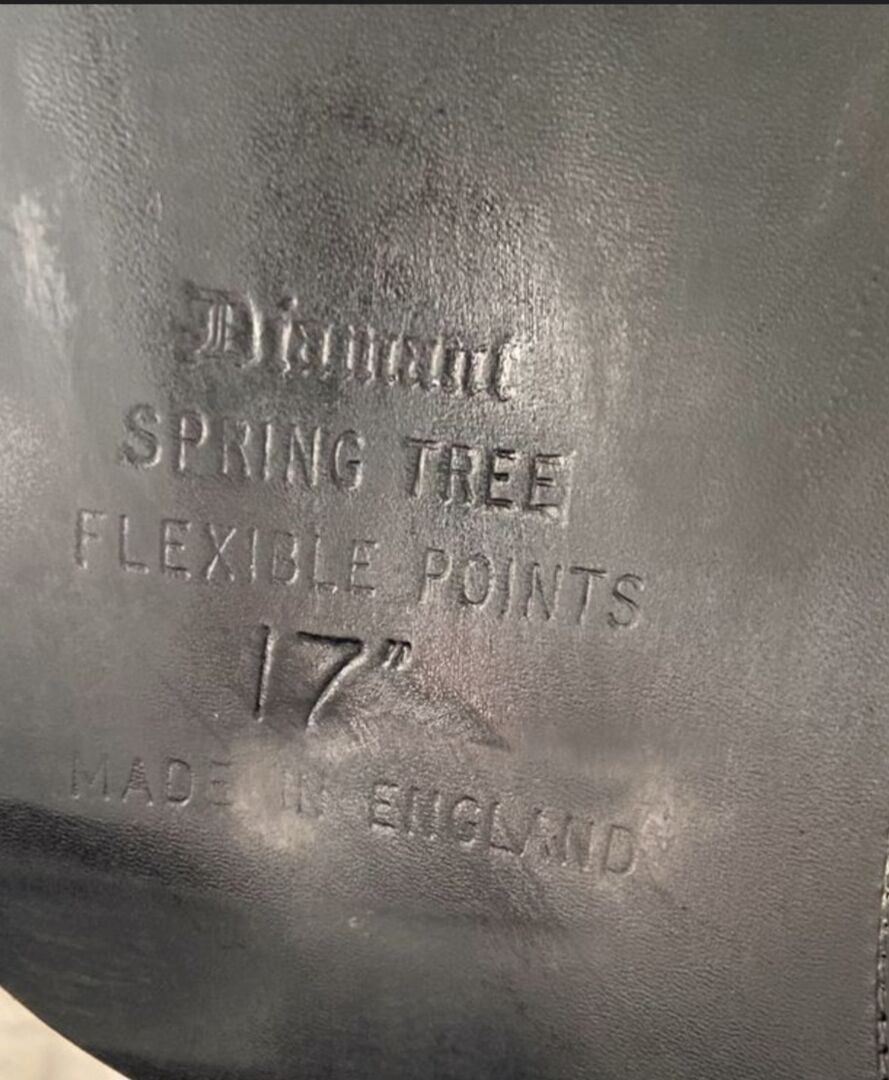 Diamant
SPRING TREE
FLEXIBLE POINTS
17"
MADE IN ENGLAND